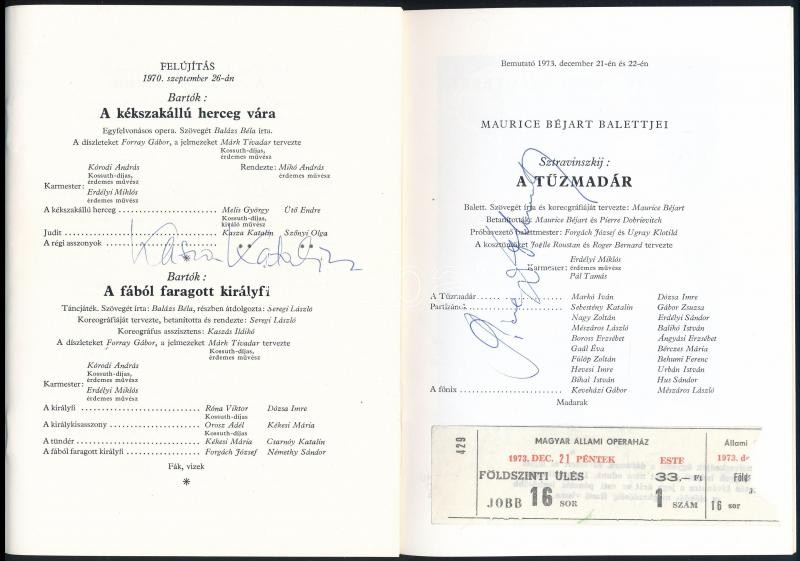 FELÚJÍTÁS
1970. szeptember 26-án
Bartók :
A kékszakállú herceg vára
Egyfelvonásos opera. Szövegét Balázs Béla írta.
A díszleteket Forray Gábor, a jelmezeket Márk Tivadar tervezte
Kossuth-díjas,
érdemes művész
Karmester: Kórodi András
Kossuth-díjas,
érdemes művész
Erdélyi Miklós
érdemes művész
Rendezte: Mikó András
érdemes művész
A kékszakállú herceg Melis György Ütő Endre
Kossuth-díjas
kiváló művész
Judit Kasza Katalin Szőnyi Olga
A régi asszonyok
Kasza Katalin
Bartók :
A fából faragott királyfi
Táncjáték. Szövegét írta: Balázs Béla, részben átdolgozta: Seregi László
Koreográfiáját tervezte, betanította és rendezte: Seregi László
Koreográfus asszisztens: Kaszás Ildikó
A díszleteket Forray Gábor, a jelmezeket Márk Tivadar tervezte
Kossuth-díjas,
érdemes művész
Karmester: Kórodi András
Kossuth-díjas,
érdemes művész
Erdélyi Miklós
érdemes művész
A királyfi Róna Viktor Dózsa Imre
Kossuth-díjas
A királykisasszony Orosz Adél Kékesi Mária
Kossuth-díjas
A tündér Kékesi Mária Csarnóy Katalin
A fából faragott királyfi Forgách József Némethy Sándor
Fák, vizek
Bemutató 1973. december 21-én és 22-én
MAURICE BÉJART BALETTJEI
Sztravinszkij :
A TŰZMADÁR
Balett. Szövegét írta és koreográfiáját tervezte: Maurice Béjart
Betanították: Maurice Béjart és Pierre Dobrievitch
Próbavezető balettmester: Forgách József és Ugray Klotild
A kosztümöket Joëlle Roustan és Roger Bernard tervezte
Karmester: Erdélyi Miklós
érdemes művész
Pál Tamás
A Tűzmadár Markó Iván Dózsa Imre
Partizánok Sebestény Katalin Gábor Zsuzsa
Nagy Zoltán Erdélyi Sándor
Mészáros László Balikó István
Boross Erzsébet Ángyási Erzsébet
Gaál Éva Bérczes Mária
Fülöp Zoltán Behumi Ferenc
Hevesi Imre Urbán István
Bihal István Hus Sándor
A főnix Keveházi Gábor Mészáros László
Madarak
429
MAGYAR ÁLLAMI OPERAHÁZ
1973. DEC. 21 PÉNTEK ESTE
FÖLDSZINTI ÜLÉS 33,– Ft
JOBB 16 SOR 1 SZÁM
Állami
1973. de
Földs
16 sor